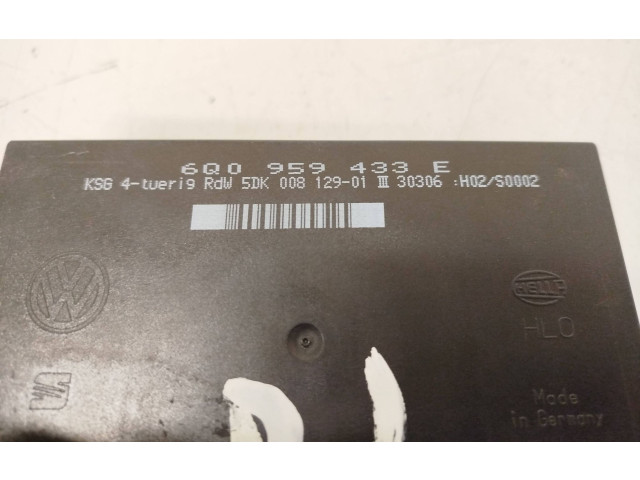 6Q0 959 433 E
KSG 4-tuerig RdW 5DK 008 129-01 III 30306 :H02/S0002
VW
HELLA
HLO
Made
in Germany